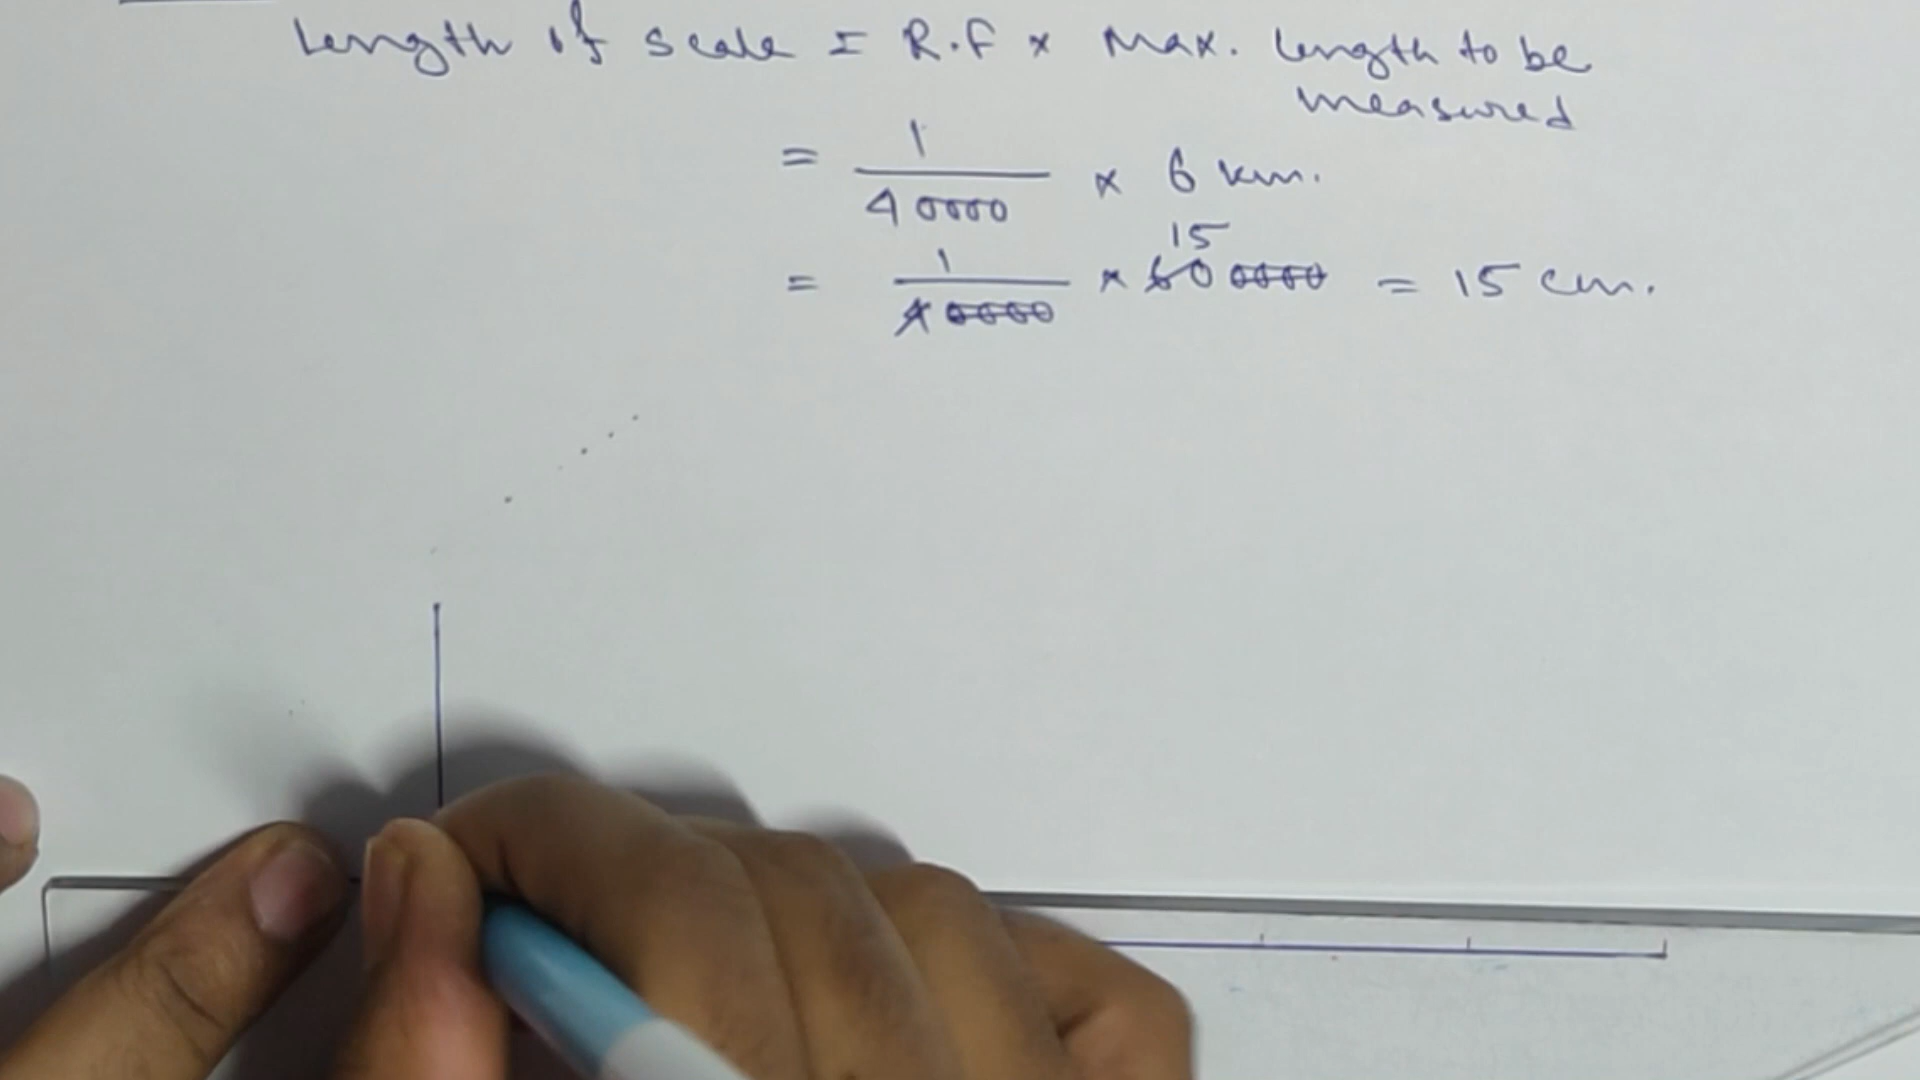 Length of scale = R.F × Max. length to be
measured
= 1/40000 × 6 km.
15
= 1/40000 × 600000 = 15 cm.